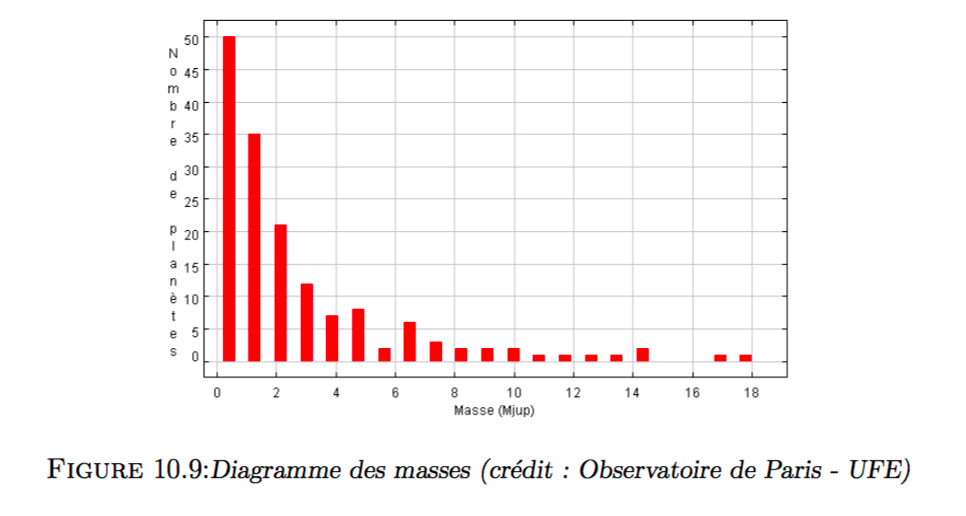 Nombre de planètes
50
45
40
35
30
25
20
15
10
5
0
0 2 4 6 8 10 12 14 16 18
Masse (Mjup)
FIGURE 10.9:Diagramme des masses (crédit : Observatoire de Paris - UFE)